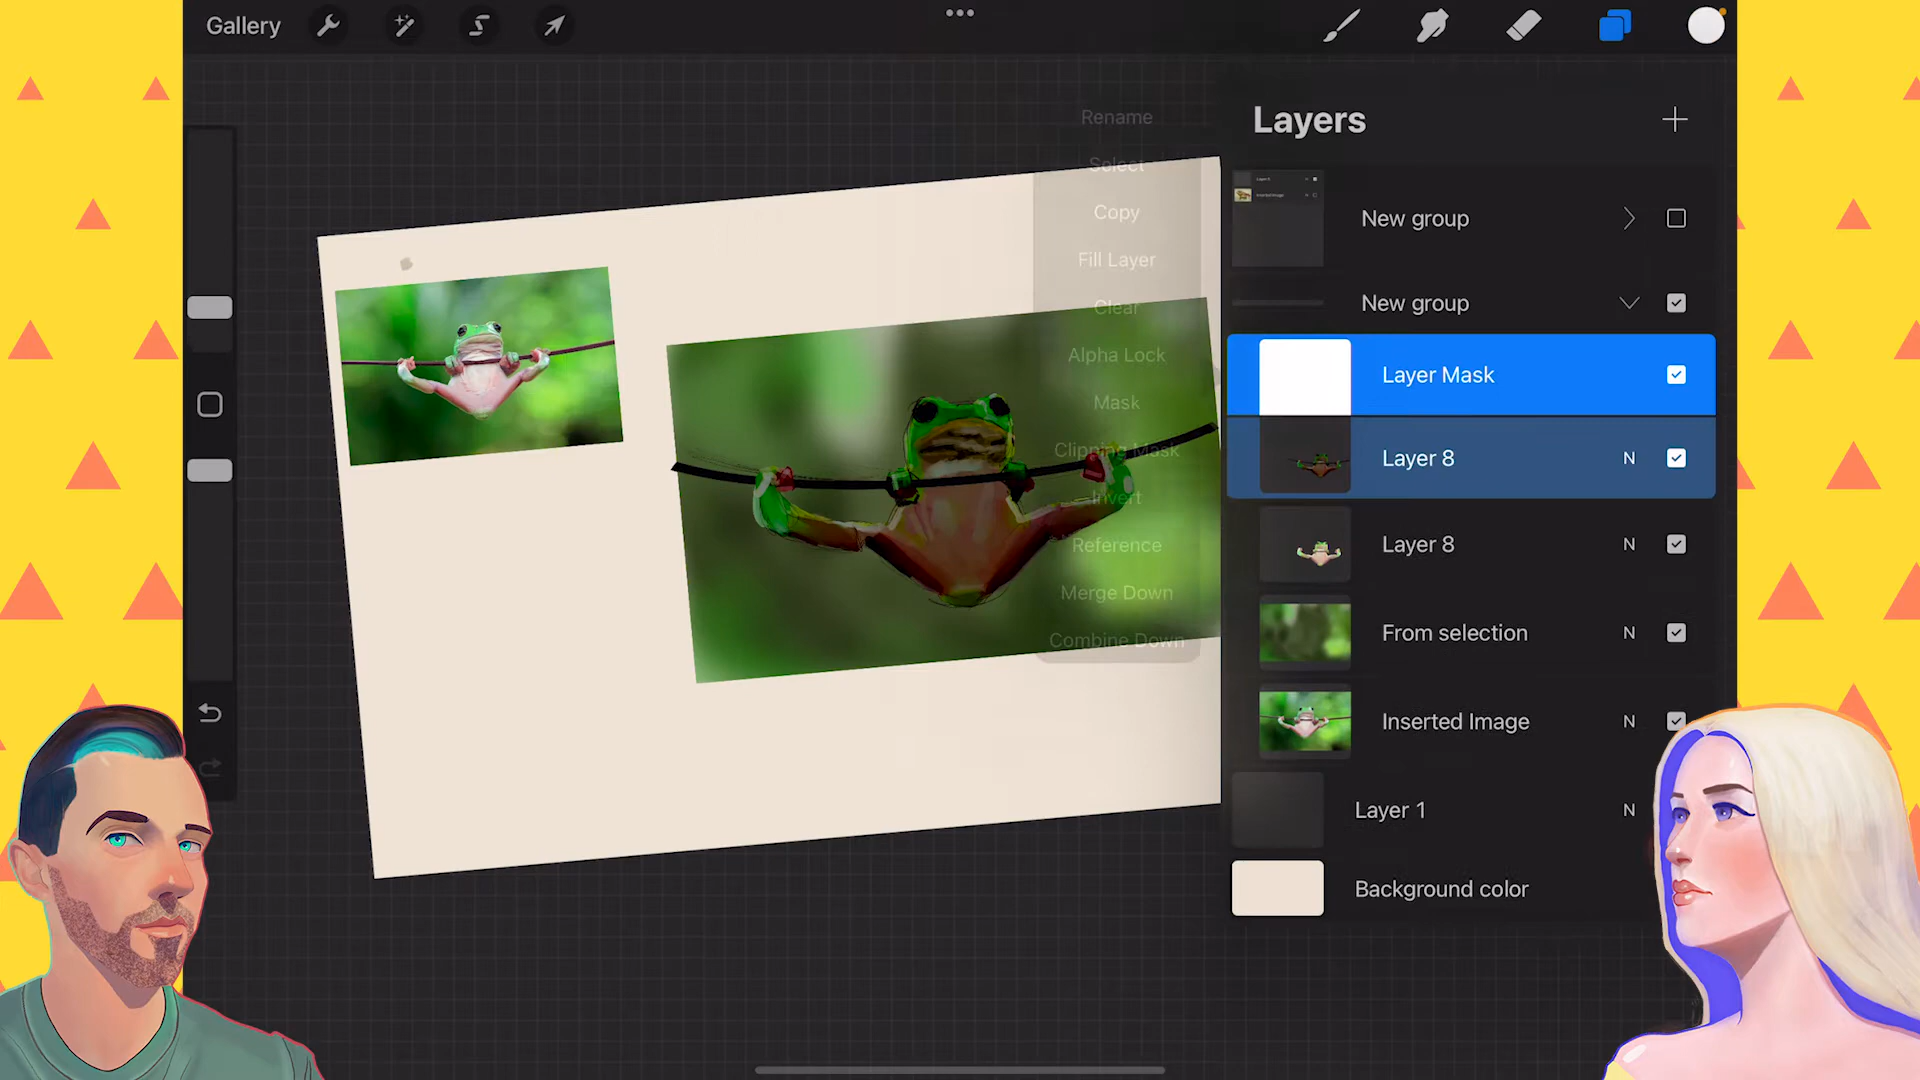 Gallery
Rename
Select
Copy
Fill Layer
Clear
Alpha Lock
Mask
Clipping Mask
Invert
Reference
Merge Down
Combine Down
Layers
New group
New group
Layer Mask
Layer 8 N
Layer 8 N
From selection N
Inserted Image N
Layer 1 N
Background color